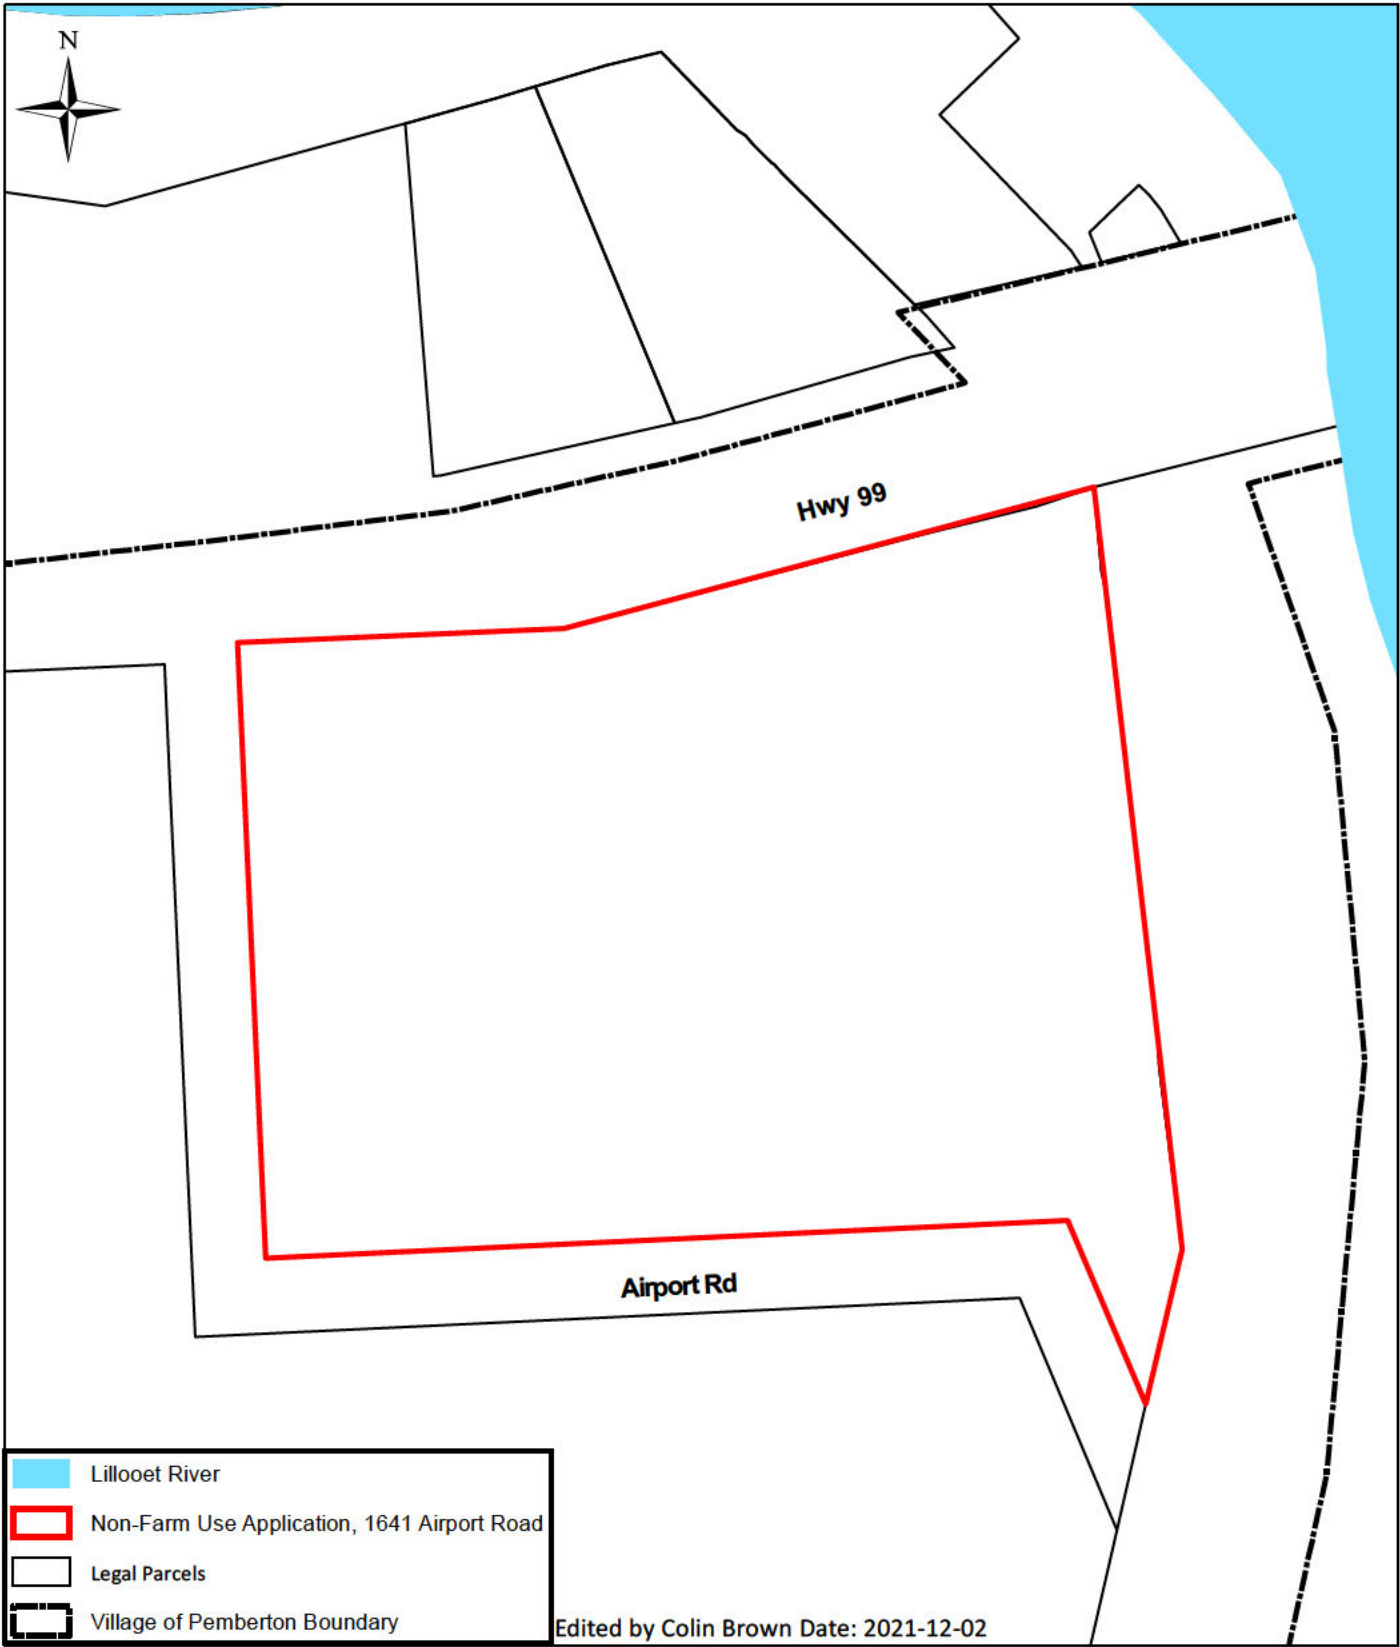 N
Hwy 99
Airport Rd
Lillooet River
Non-Farm Use Application, 1641 Airport Road
Legal Parcels
Village of Pemberton Boundary
Edited by Colin Brown Date: 2021-12-02